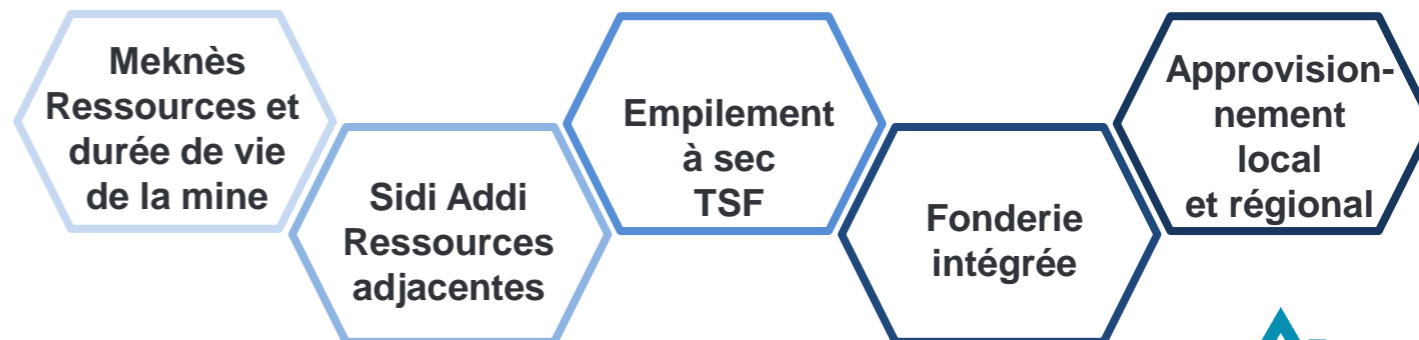 Meknès
Ressources et
durée de vie
de la mine
Sidi Addi
Ressources
adjacentes
Empilement
à sec
TSF
Fonderie
intégrée
Approvision-
nement
local
et régional